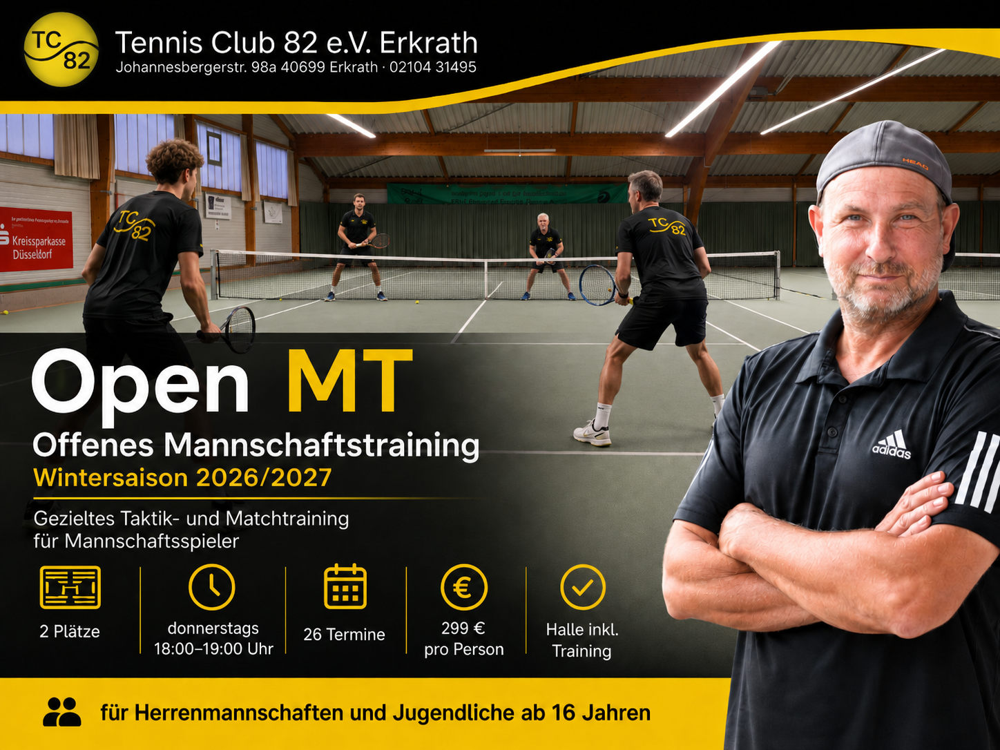 TC
82
Tennis Club 82 e.V. Erkrath
Johannesbergerstr. 98a 40699 Erkrath · 02104 31495
HEAD
TC
82
TC
82
Kreissparkasse
Düsseldorf
Open MT
Offenes Mannschaftstraining
Wintersaison 2026/2027
adidas
Gezieltes Taktik- und Matchtraining
für Mannschaftsspieler
2 Plätze
donnerstags
18:00–19:00 Uhr
26 Termine
299 €
pro Person
Halle inkl.
Training
für Herrenmannschaften und Jugendliche ab 16 Jahren